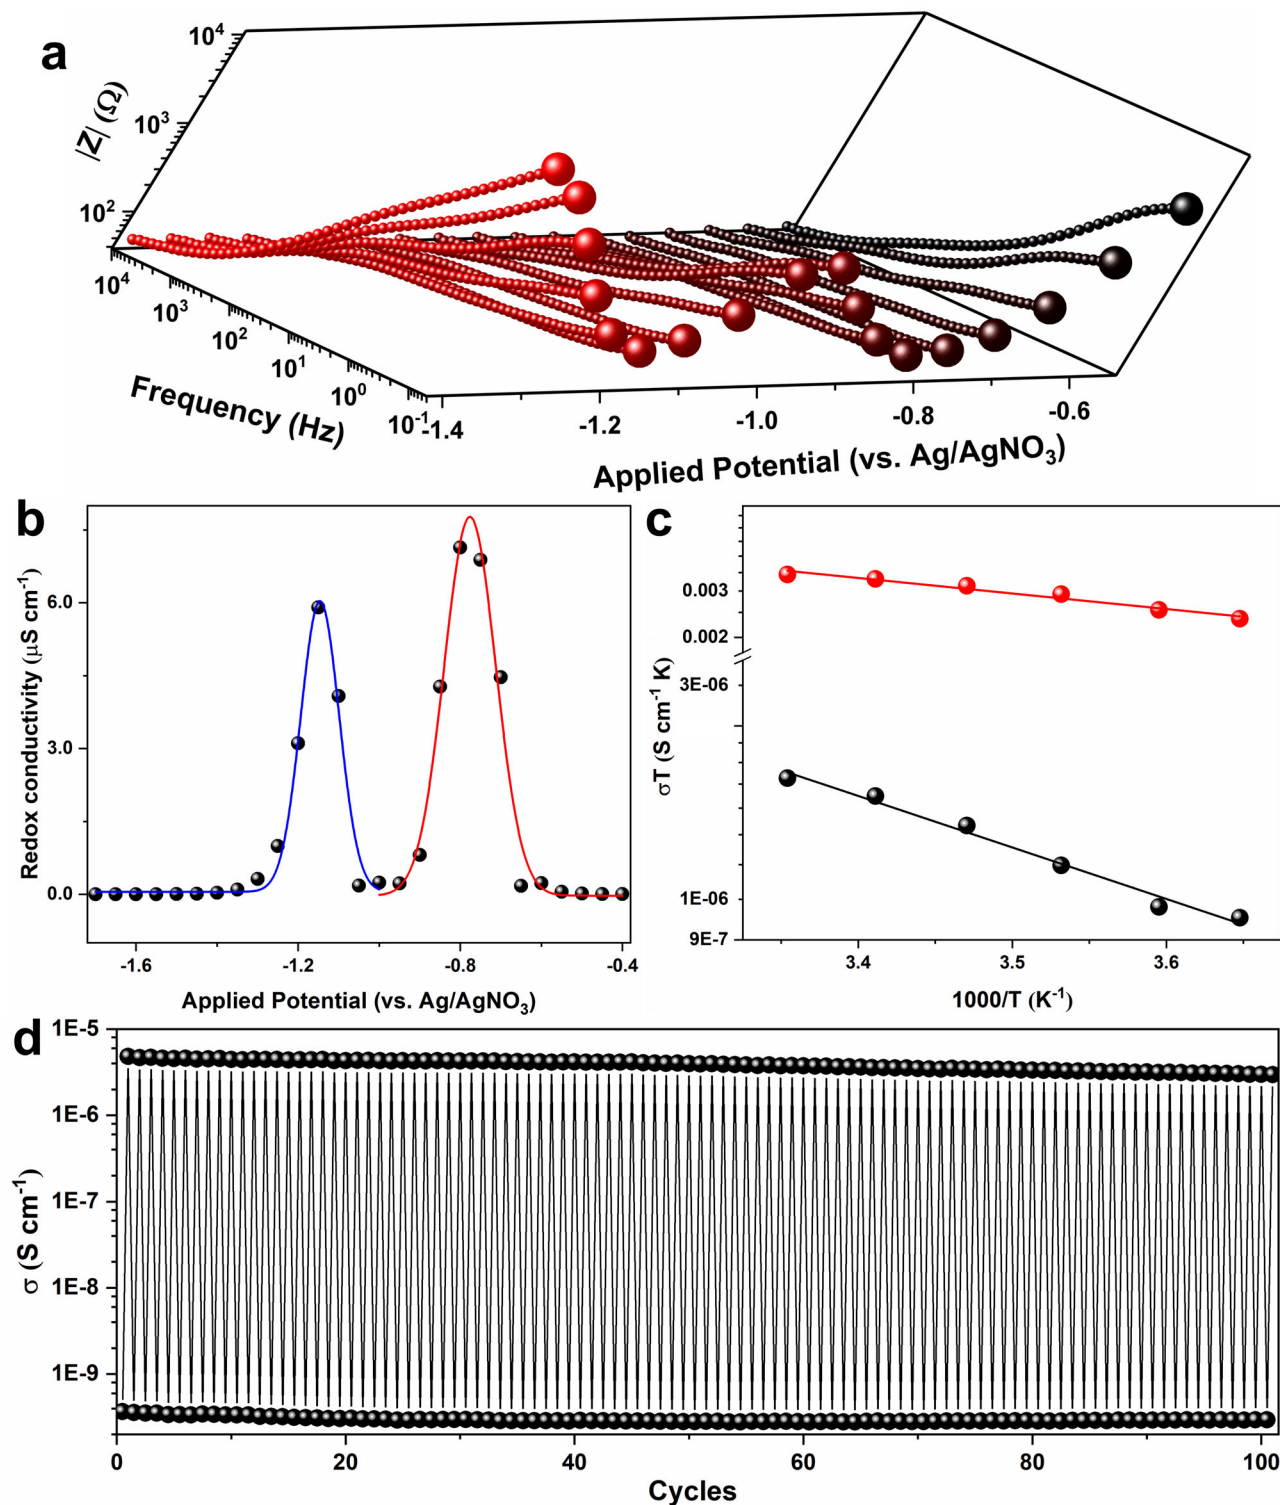 a
|Z| (Ω)
10⁴
10³
10²
10⁴
10³
10²
10¹
10⁰
10⁻¹
Frequency (Hz)
-1.4
-1.2
-1.0
-0.8
-0.6
Applied Potential (vs. Ag/AgNO₃)
b
Redox conductivity (μS cm⁻¹)
6.0
3.0
0.0
-1.6
-1.2
-0.8
-0.4
Applied Potential (vs. Ag/AgNO₃)
c
σT (S cm⁻¹ K)
0.003
0.002
3E-06
1E-06
9E-7
3.4
3.5
3.6
1000/T (K⁻¹)
d
σ (S cm⁻¹)
1E-5
1E-6
1E-7
1E-8
1E-9
0
20
40
60
80
100
Cycles